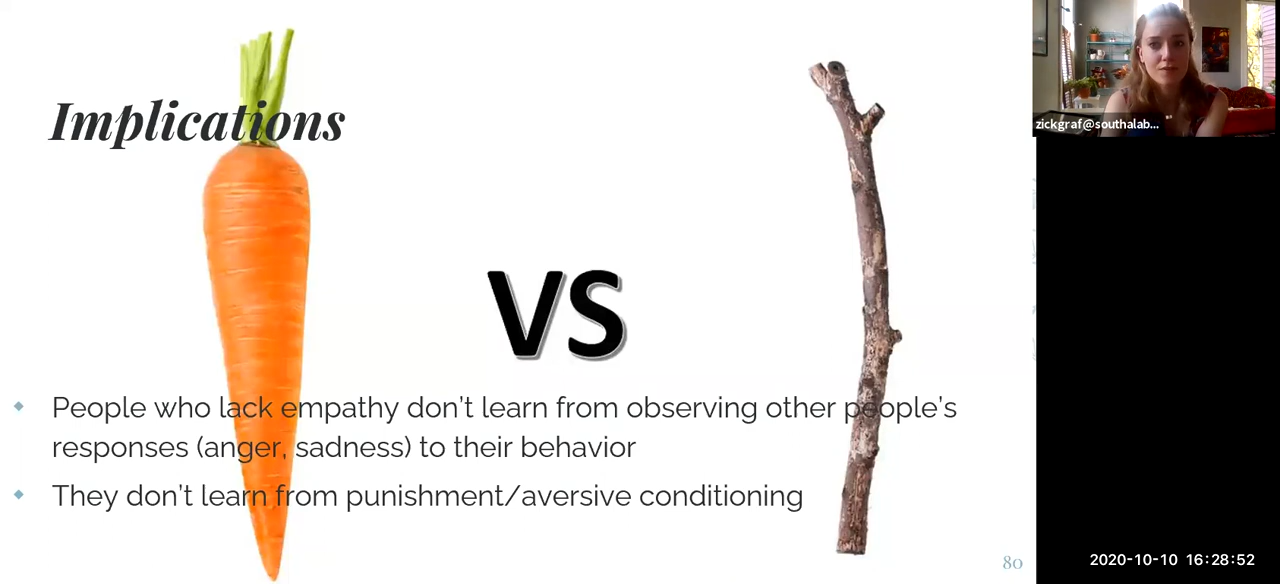 Implications
VS
People who lack empathy don't learn from observing other people's
responses (anger, sadness) to their behavior
They don't learn from punishment/aversive conditioning
80
zickgraf@southalab...
2020-10-10 16:28:52